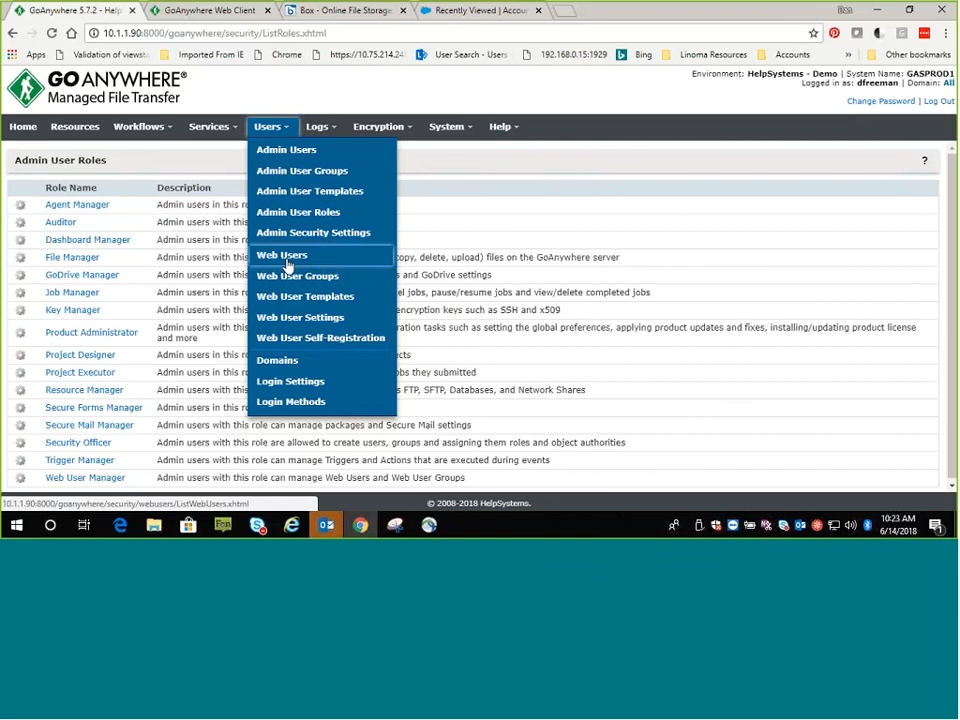 GoAnywhere 5.7.2 - Help
GoAnywhere Web Client
Box - Online File Storage
Recently Viewed | Accou
10.1.1.90:8000/goanywhere/security/ListRoles.xhtml
Apps
Validation of viewst
Imported From IE
Chrome
https://10.75.214.24
User Search - Users
192.168.0.15:1929
Bing
Linoma Resources
Accounts
»
Other bookmarks
GOANYWHERE®
Managed File Transfer
Environment: HelpSystems - Demo | System Name: GASPROD1
Logged in as: dfreeman | Domain: All
Change Password | Log Out
Home
Resources
Workflows
Services
Users
Logs
Encryption
System
Help
Admin User Roles
?
Role Name
Description
Agent Manager
Admin users in this ro
Auditor
Admin users with this
Dashboard Manager
Admin users in this ro
File Manager
Admin users with this
copy, delete, upload) files on the GoAnywhere server
GoDrive Manager
Admin users in this ro
and GoDrive settings
Job Manager
Admin users in this ro
el jobs, pause/resume jobs and view/delete completed jobs
Key Manager
Admin users with this
encryption keys such as SSH and x509
Product Administrator
Admin users with this
ration tasks such as setting the global preferences, applying product updates and fixes, installing/updating product license
and more
Project Designer
Admin users with this
cts
Project Executor
Admin users with this
obs they submitted
Resource Manager
Admin users with this
s FTP, SFTP, Databases, and Network Shares
Secure Forms Manager
Admin users with this
Secure Mail Manager
Admin users with this role can manage packages and Secure Mail settings
Security Officer
Admin users with this role are allowed to create users, groups and assigning them roles and object authorities
Trigger Manager
Admin users with this role can manage Triggers and Actions that are executed during events
Web User Manager
Admin users with this role can manage Web Users and Web User Groups
Admin Users
Admin User Groups
Admin User Templates
Admin User Roles
Admin Security Settings
Web Users
Web User Groups
Web User Templates
Web User Settings
Web User Self-Registration
Domains
Login Settings
Login Methods
10.1.1.90:8000/goanywhere/security/webusers/ListWebUsers.xhtml
© 2008-2018 HelpSystems.
10:23 AM
6/14/2018